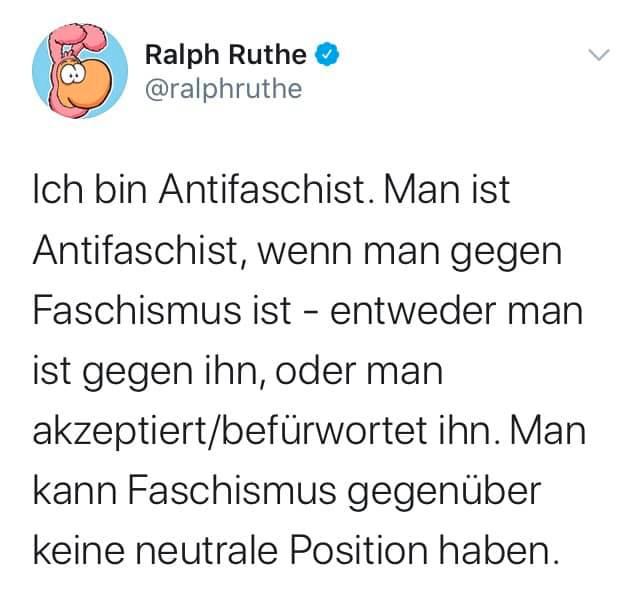 Ralph Ruthe
@ralphruthe
Ich bin Antifaschist. Man ist
Antifaschist, wenn man gegen
Faschismus ist - entweder man
ist gegen ihn, oder man
akzeptiert/befürwortet ihn. Man
kann Faschismus gegenüber
keine neutrale Position haben.